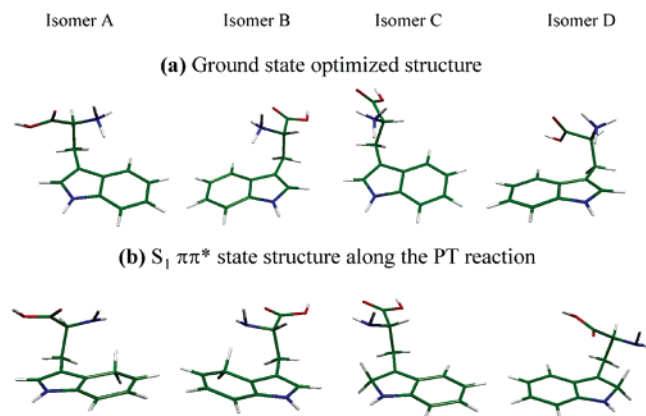 Isomer A Isomer B Isomer C Isomer D
(a) Ground state optimized structure
(b) S₁ ππ* state structure along the PT reaction